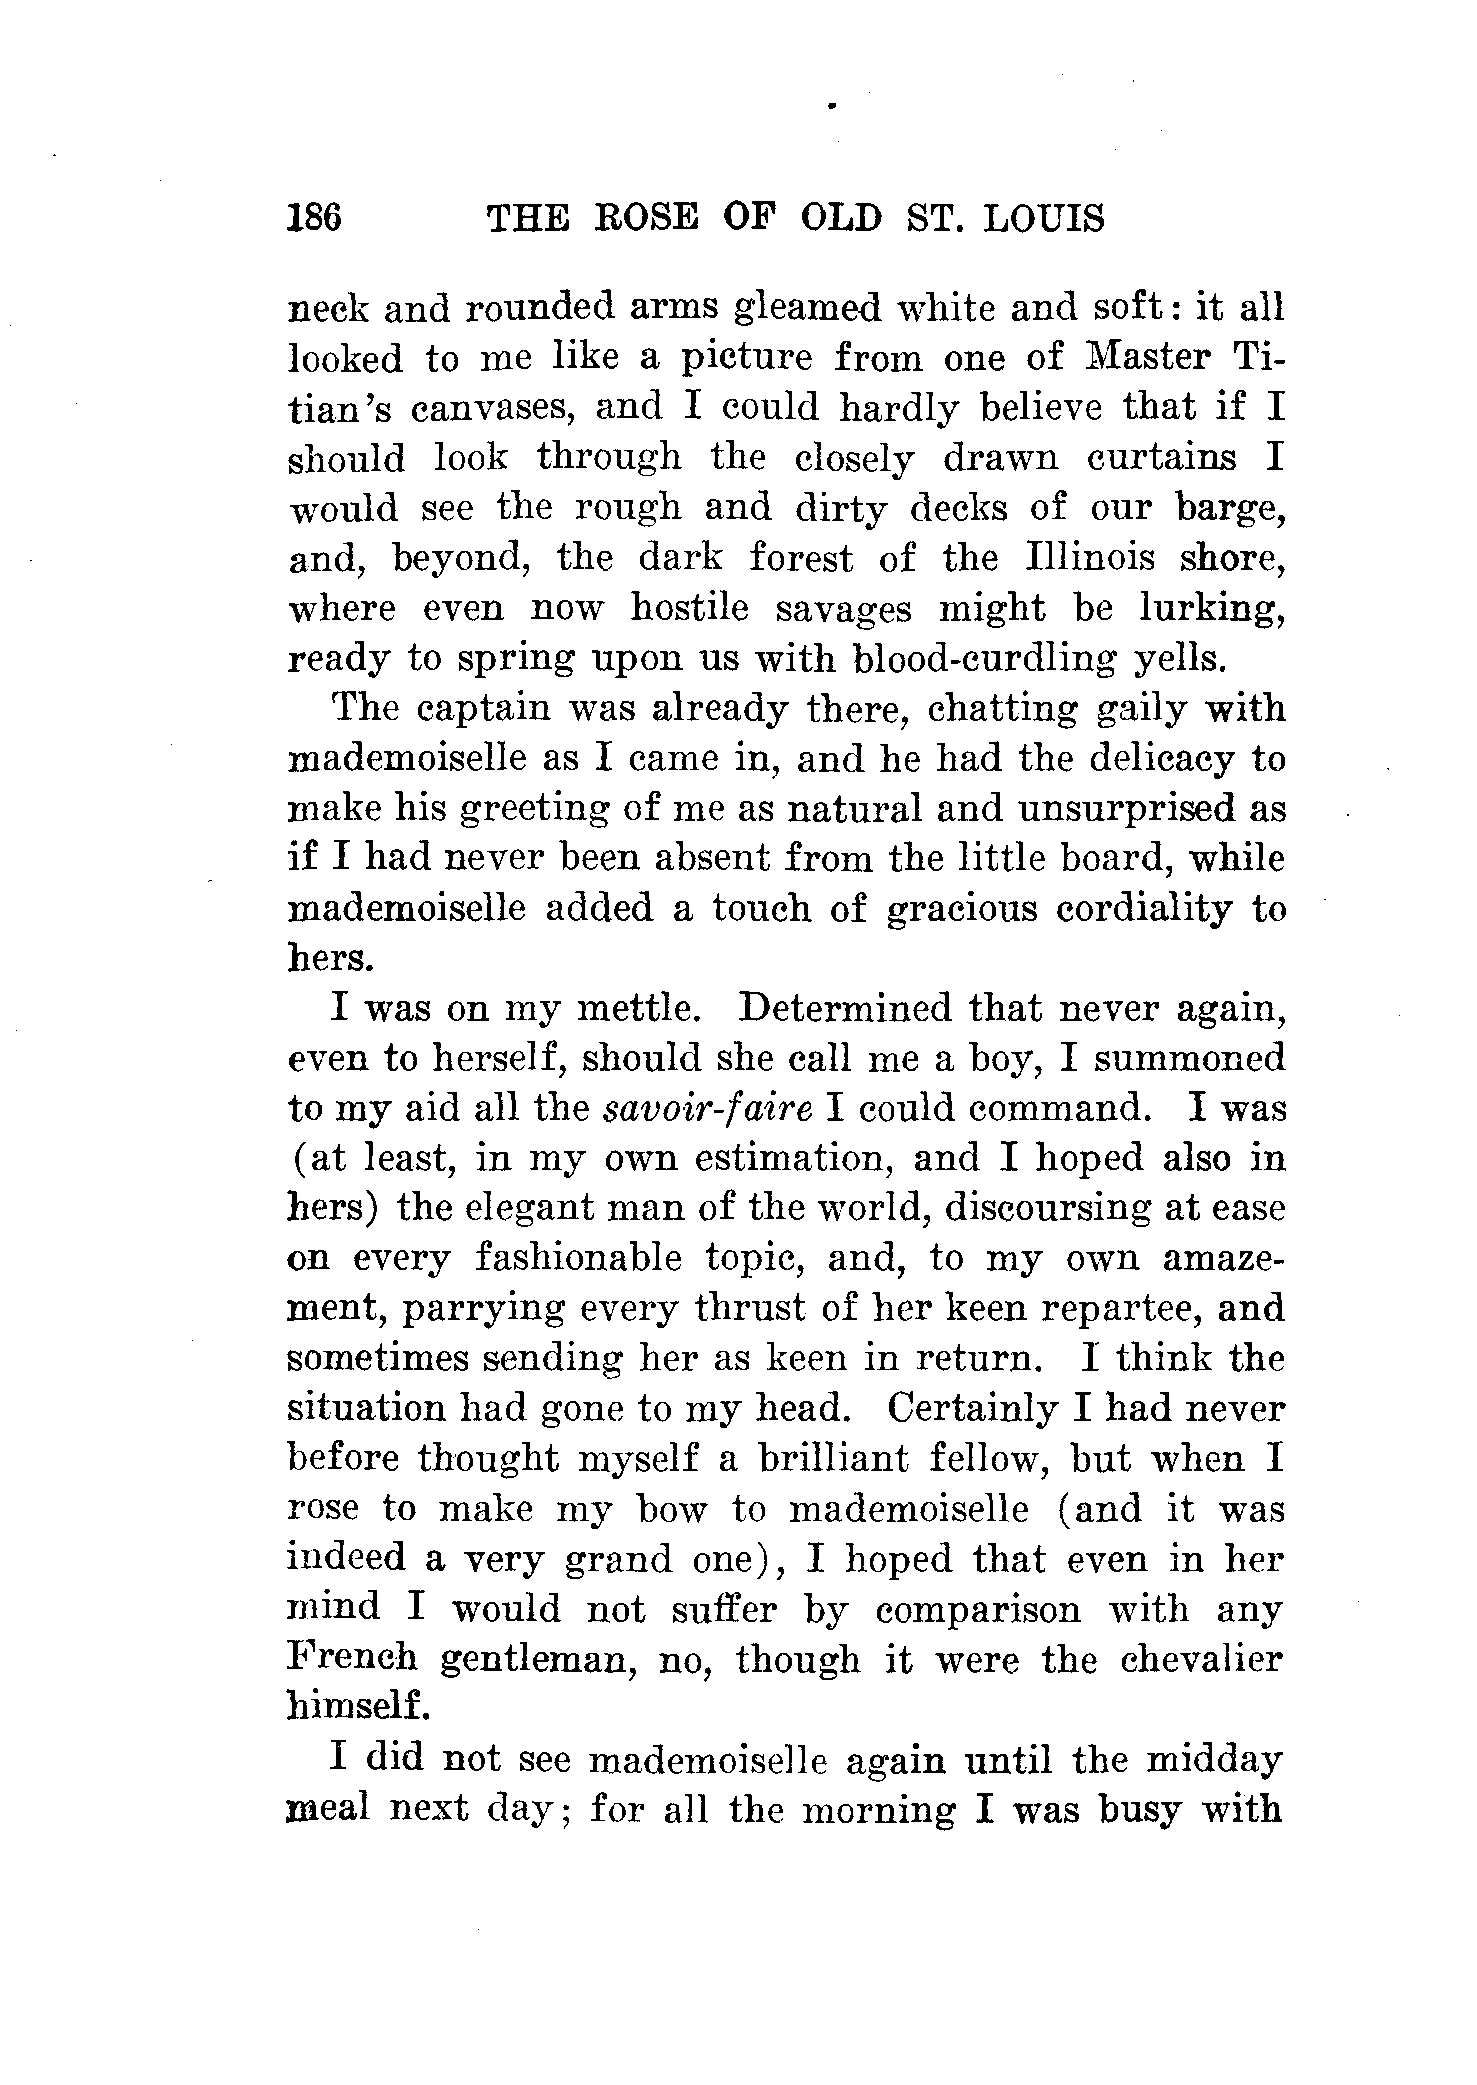 186 THE ROSE OF OLD ST. LOUIS
neck and rounded arms gleamed white and soft: it all
looked to me like a picture from one of Master Ti-
tian's canvases, and I could hardly believe that if I
should look through the closely drawn curtains I
would see the rough and dirty decks of our barge,
and, beyond, the dark forest of the Illinois shore,
where even now hostile savages might be lurking,
ready to spring upon us with blood-curdling yells.
The captain was already there, chatting gaily with
mademoiselle as I came in, and he had the delicacy to
make his greeting of me as natural and unsurprised as
if I had never been absent from the little board, while
mademoiselle added a touch of gracious cordiality to
hers.
I was on my mettle. Determined that never again,
even to herself, should she call me a boy, I summoned
to my aid all the savoir-faire I could command. I was
(at least, in my own estimation, and I hoped also in
hers) the elegant man of the world, discoursing at ease
on every fashionable topic, and, to my own amaze-
ment, parrying every thrust of her keen repartee, and
sometimes sending her as keen in return. I think the
situation had gone to my head. Certainly I had never
before thought myself a brilliant fellow, but when I
rose to make my bow to mademoiselle (and it was
indeed a very grand one), I hoped that even in her
mind I would not suffer by comparison with any
French gentleman, no, though it were the chevalier
himself.
I did not see mademoiselle again until the midday
meal next day; for all the morning I was busy with